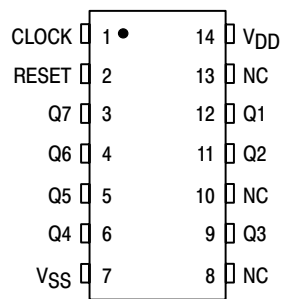 CLOCK 1 14 VDD
RESET 2 13 NC
Q7 3 12 Q1
Q6 4 11 Q2
Q5 5 10 NC
Q4 6 9 Q3
VSS 7 8 NC